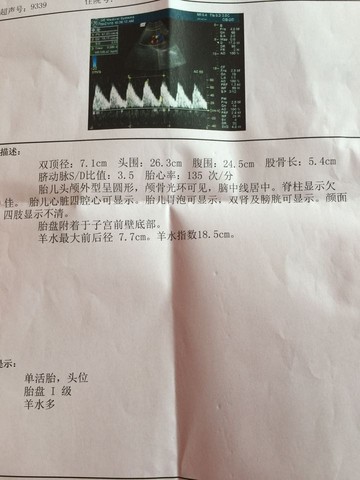 超声号：9339
描述：
双顶径：7.1cm 头围：26.3cm 腹围：24.5cm 股骨长：5.4cm
脐动脉S/D比值：3.5 胎心率：135 次/分
胎儿头颅外型呈圆形，颅骨光环可见，脑中线居中。脊柱显示欠
佳。胎儿心脏四腔心可显示。胎儿胃泡可显示，双肾及膀胱可显示。颜面
四肢显示不清。
胎盘附着于子宫前壁底部。
羊水最大前后径 7.7cm。羊水指数18.5cm。
提示：
单活胎，头位
胎盘 I 级
羊水多